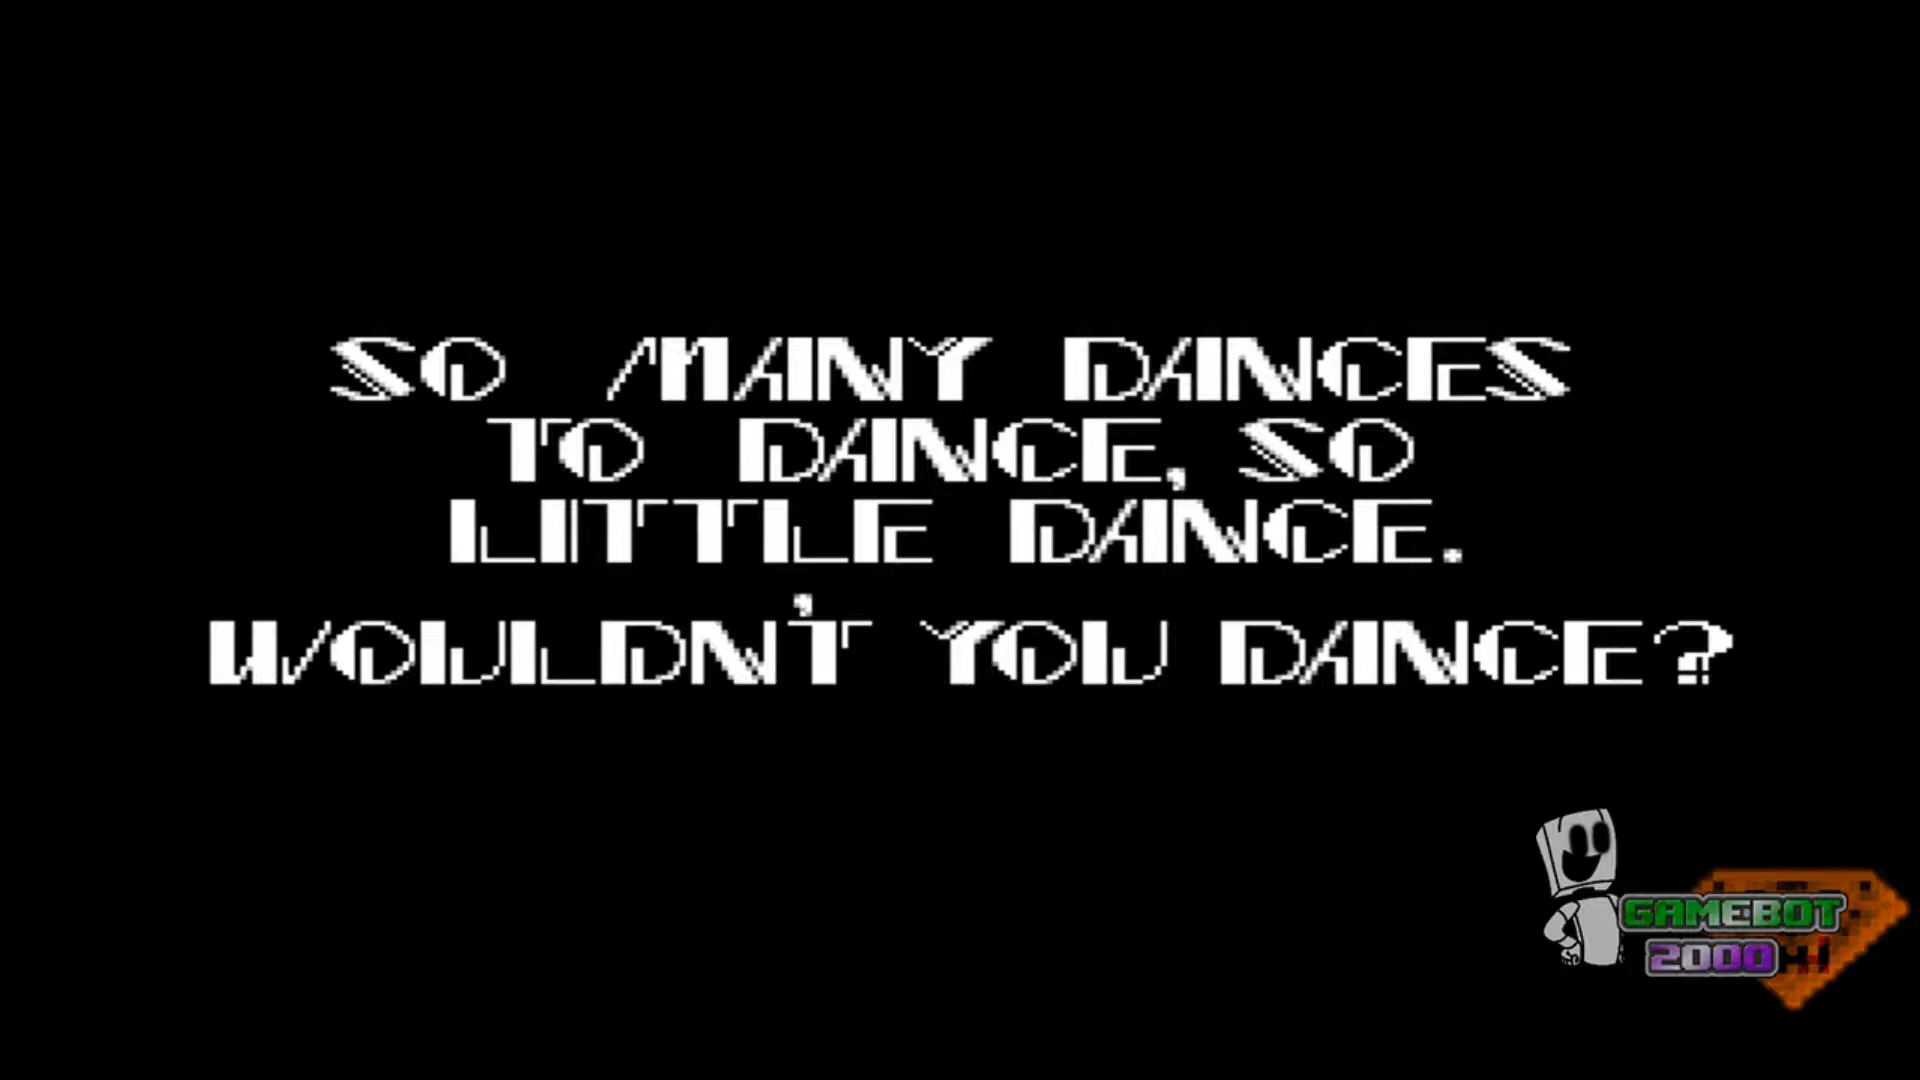 SO MANY DANCES
TO DANCE, SO
LITTLE DANCE.
WOULDN'T YOU DANCE?
GAMEBOT
2000